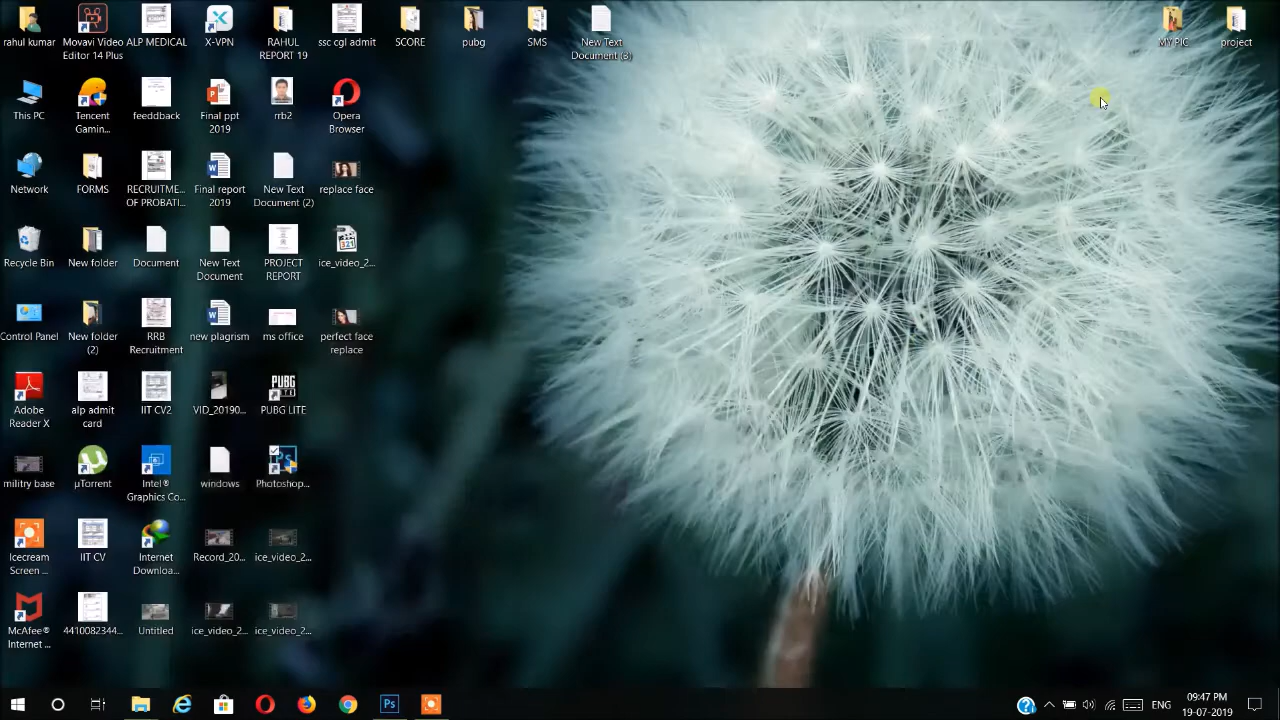 rahul kumar
Movavi Video
Editor 14 Plus
ALP MEDICAL
X-VPN
RAHUL
REPORT 19
ssc cgl admit
SCORE
pubg
SMS
New Text
Document (3)
MY PIC
project
This PC
Tencent
Gamin...
feeddback
Final ppt
2019
rrb2
Opera
Browser
Network
FORMS
RECRUITME...
OF PROBATI...
Final report
2019
New Text
Document (2)
replace face
Recycle Bin
New folder
Document
New Text
Document
PROJECT
REPORT
321
ice_video_2...
Control Panel
New folder
(2)
RRB
Recruitment
new plagrism
ms office
perfect face
replace
Adobe
Reader X
alp admit
card
IIT CV2
VID_20190...
PUBG
PUBG LITE
militry base
µTorrent
Intel®
Graphics Co...
windows
Photoshop...
Icecream
Screen ...
IIT CV
Internet
Downloa...
Record_20...
ice_video_2...
McAfee®
Internet ...
4410082344...
Untitled
ice_video_2...
ice_video_2...
Ps
ENG
09:47 PM
19-07-2019